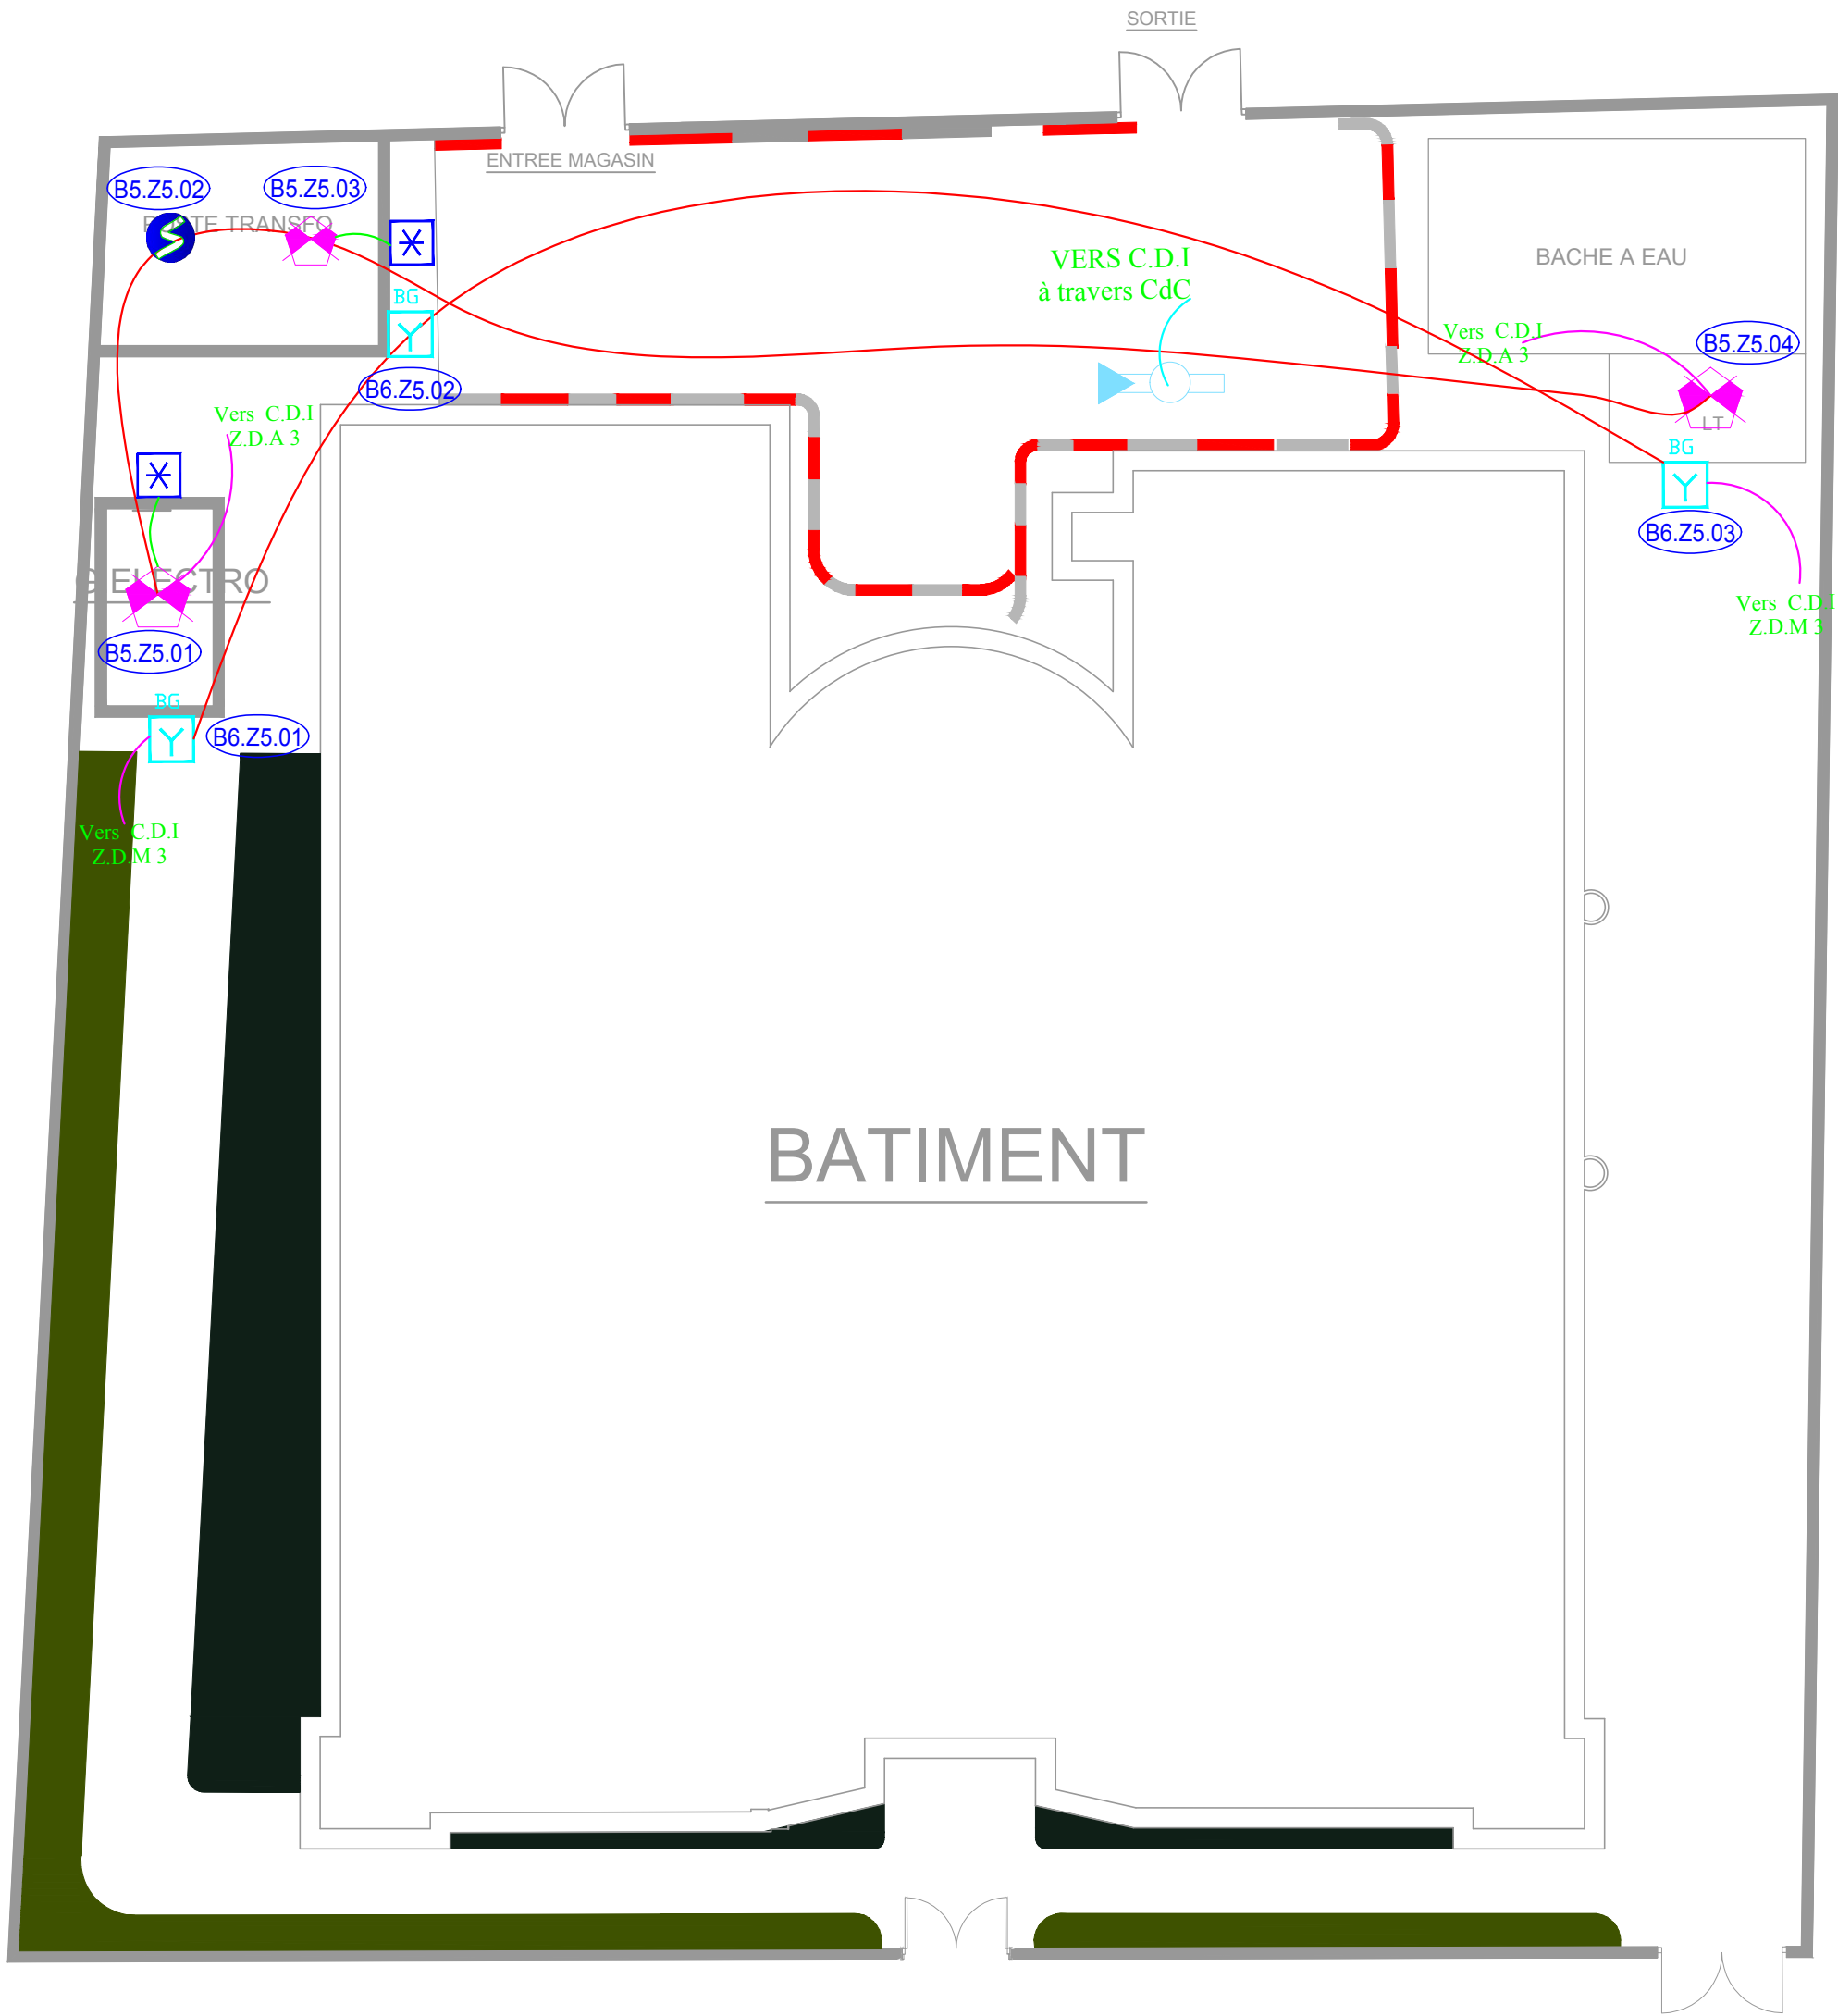 SORTIE
ENTREE MAGASIN
B5.Z5.02
B5.Z5.03
TRANSFO
VERS C.D.I
à travers CdC
BACHE A EAU
BG
Vers C.D.I
Z.D.A 3
B5.Z5.04
B6.Z5.02
LT
Vers C.D.I
Z.D.A 3
BG
B6.Z5.03
G ELECTRO
Vers C.D.I
Z.D.M 3
B5.Z5.01
BG
B6.Z5.01
Vers C.D.I
Z.D.M 3
BATIMENT